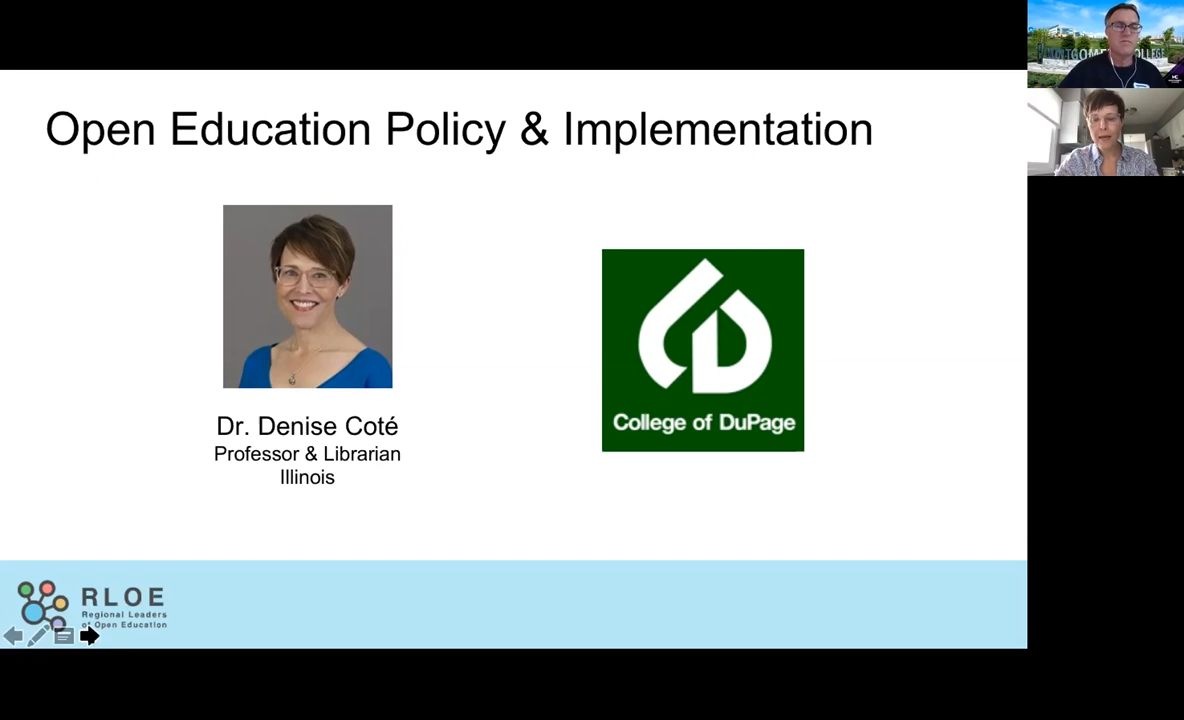 Open Education Policy & Implementation
Dr. Denise Coté
Professor & Librarian
Illinois
College of DuPage
RLOE
Regional Leaders
of Open Education